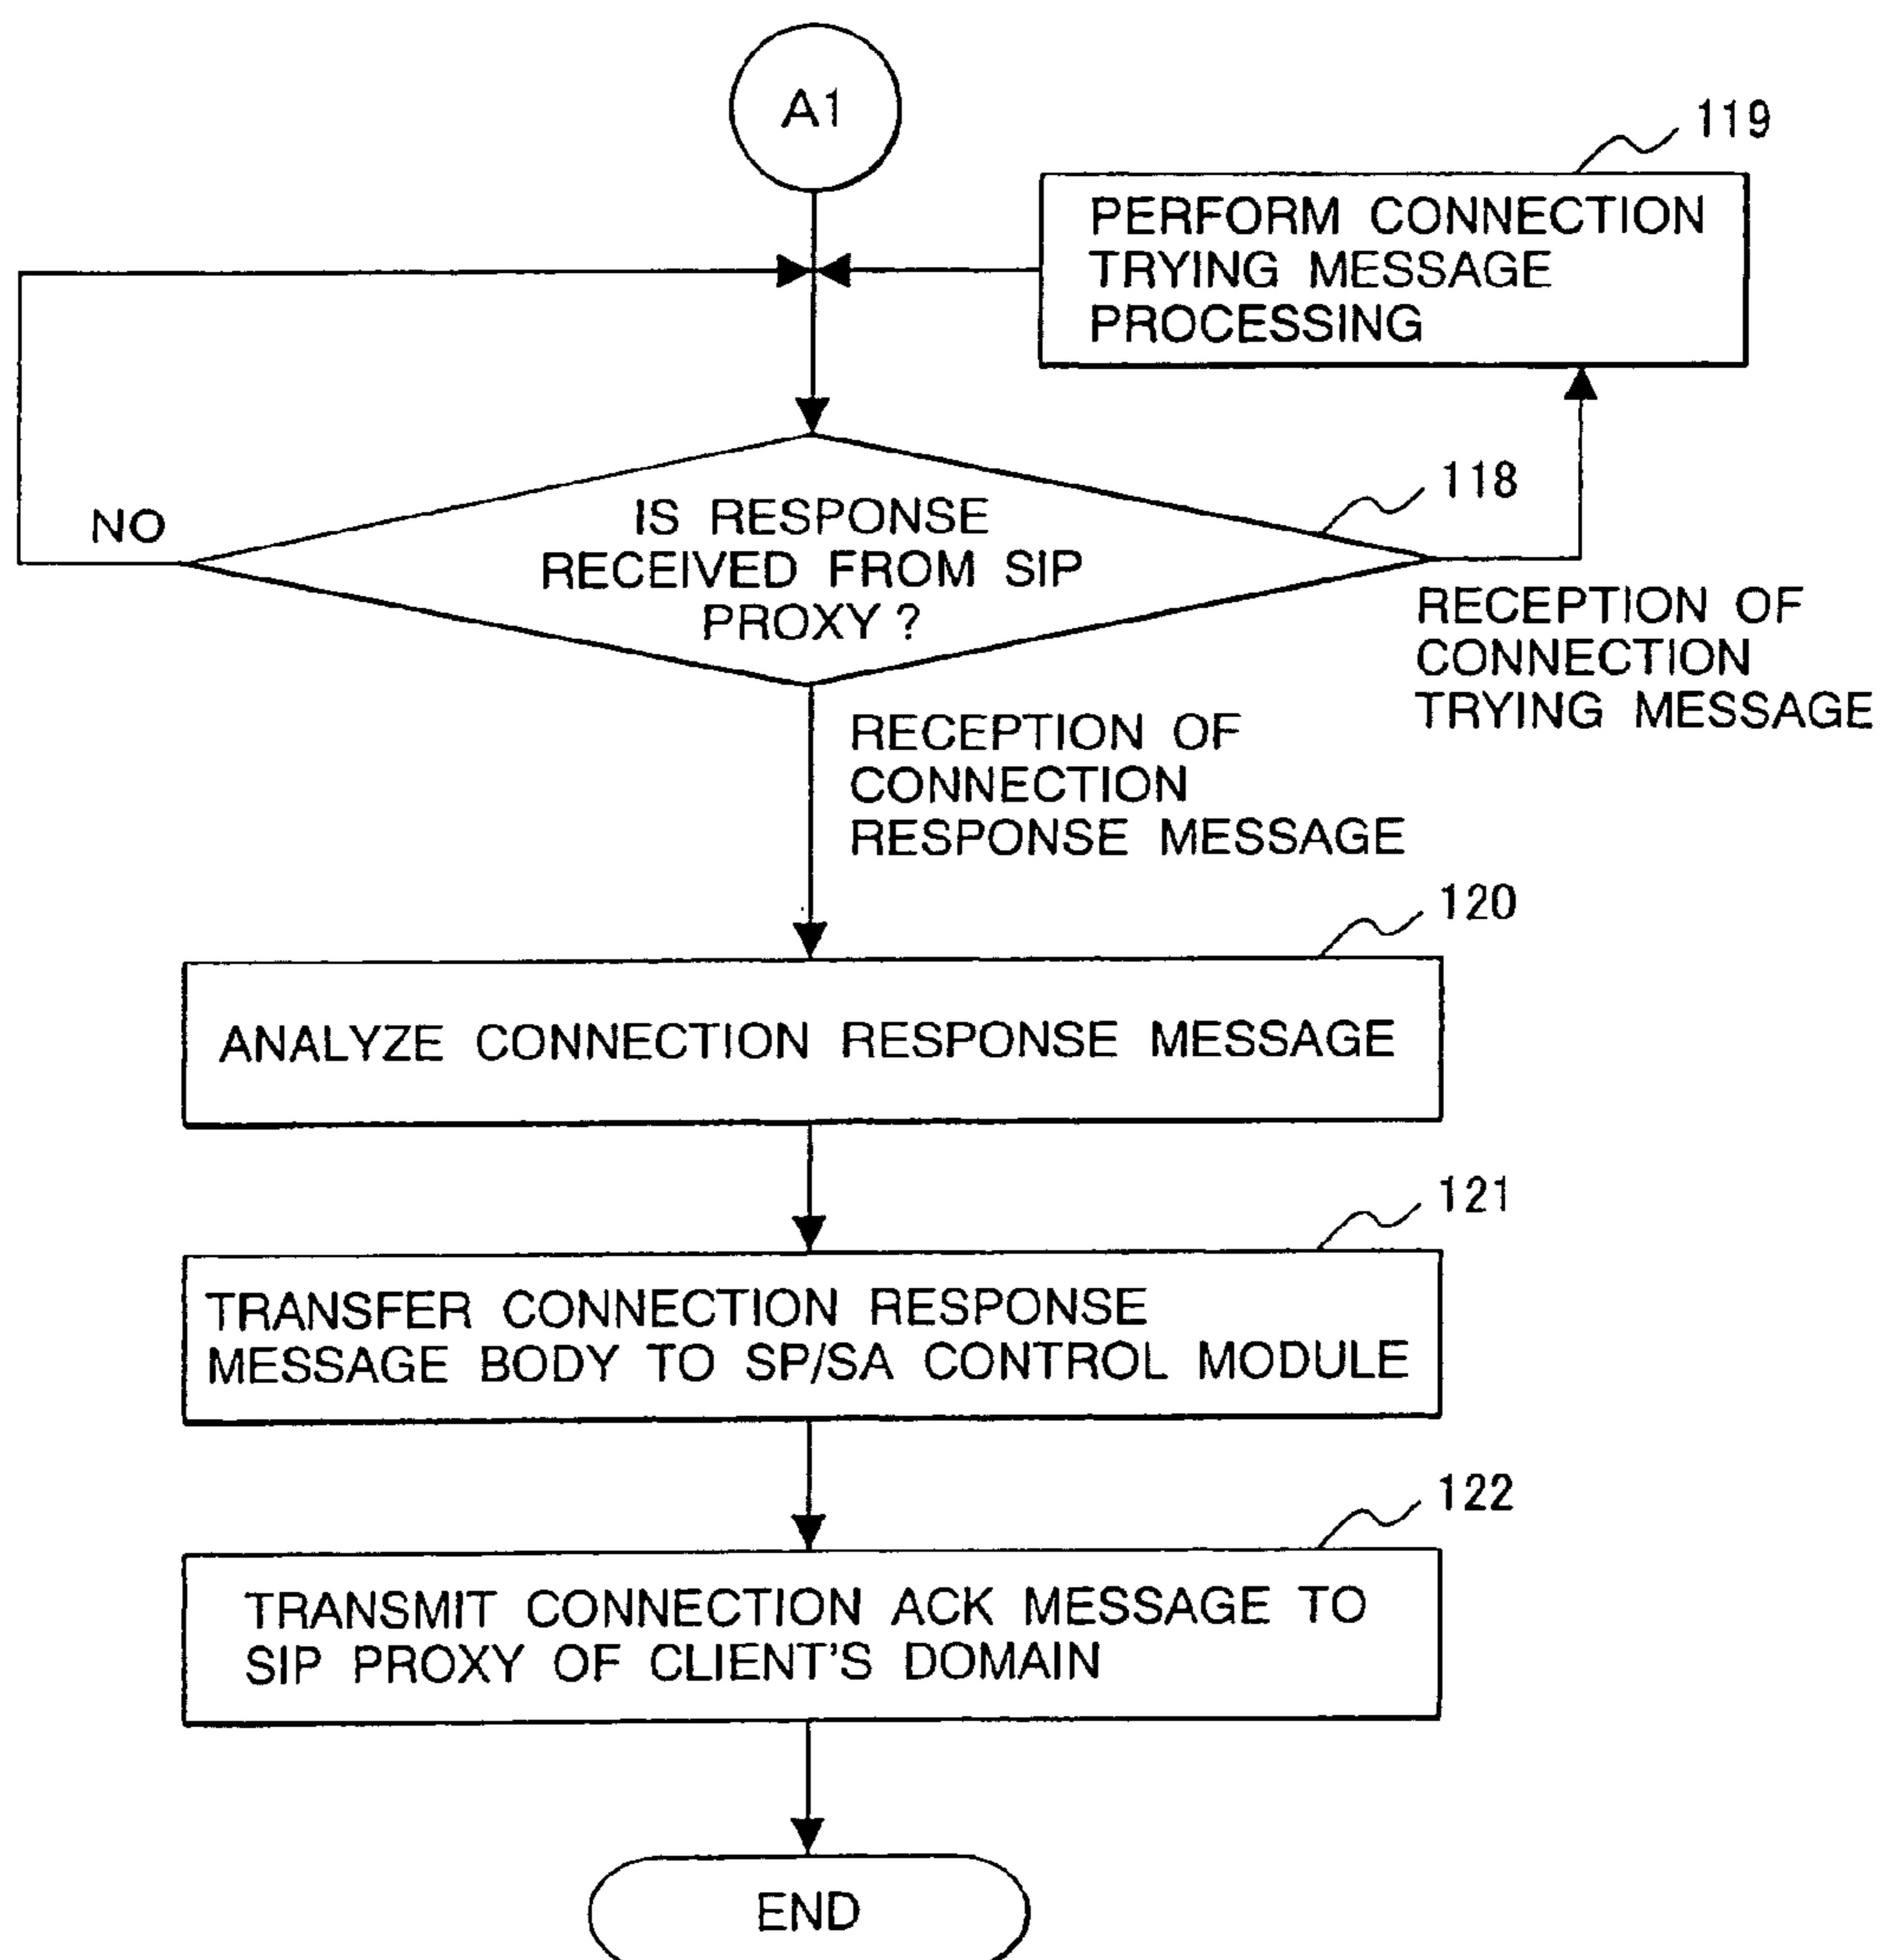 A1
119
PERFORM CONNECTION
TRYING MESSAGE
PROCESSING
118
NO
IS RESPONSE
RECEIVED FROM SIP
PROXY ?
RECEPTION OF
CONNECTION
TRYING MESSAGE
RECEPTION OF
CONNECTION
RESPONSE MESSAGE
120
ANALYZE CONNECTION RESPONSE MESSAGE
121
TRANSFER CONNECTION RESPONSE
MESSAGE BODY TO SP/SA CONTROL MODULE
122
TRANSMIT CONNECTION ACK MESSAGE TO
SIP PROXY OF CLIENT'S DOMAIN
END